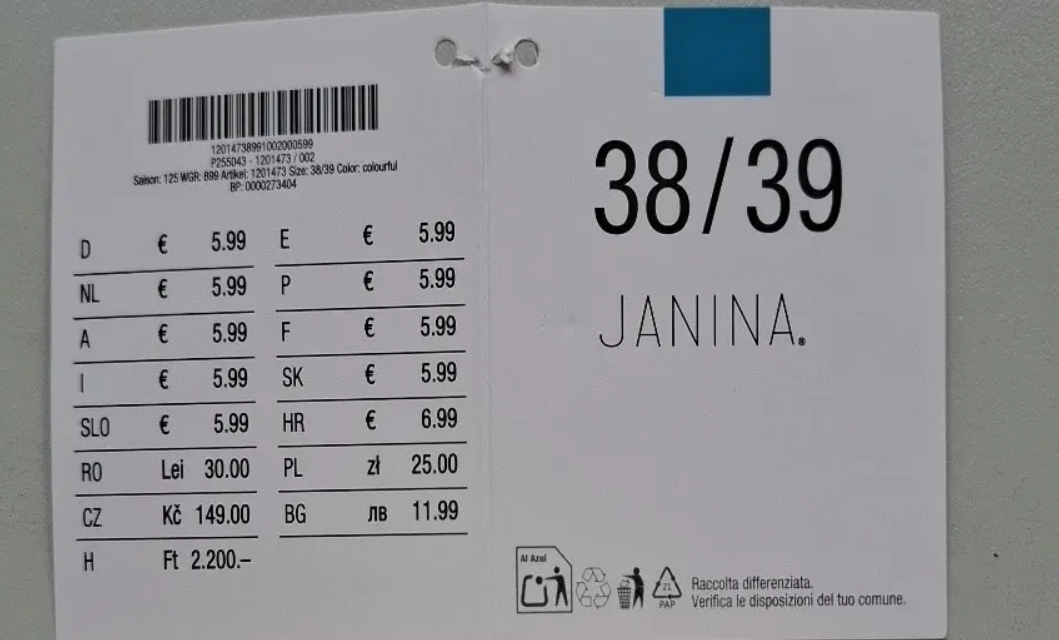 12014738991002000599
P255043 - 1201473 / 002
Saison: 125 WGR: 899 Artikel: 1201473 Size: 38/39 Color: colourful
BP: 0000273404
D € 5.99 E € 5.99
NL € 5.99 P € 5.99
A € 5.99 F € 5.99
I € 5.99 SK € 5.99
SLO € 5.99 HR € 6.99
RO Lei 30.00 PL zł 25.00
CZ Kč 149.00 BG лв 11.99
H Ft 2.200.–
38/39
JANINA®
Al Azul
21
PAP
Raccolta differenziata.
Verifica le disposizioni del tuo comune.